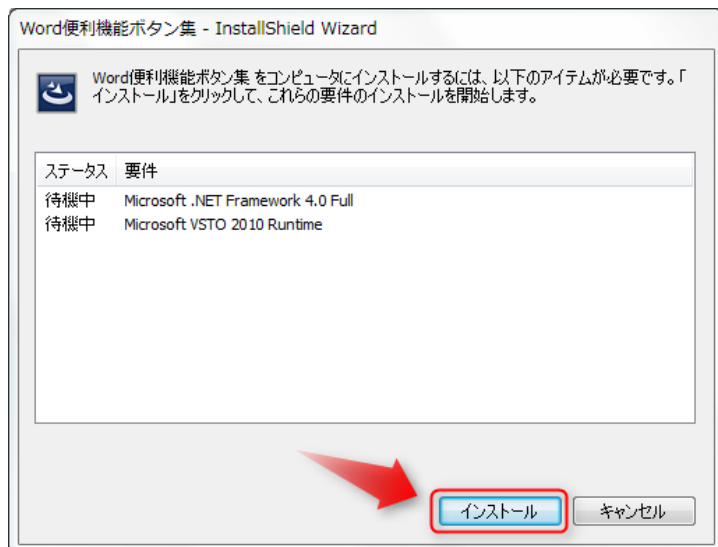 Word便利機能ボタン集 - InstallShield Wizard
Word便利機能ボタン集 をコンピュータにインストールするには、以下のアイテムが必要です。「
インストール」をクリックして、これらの要件のインストールを開始します。
ステータス 要件
待機中 Microsoft .NET Framework 4.0 Full
待機中 Microsoft VSTO 2010 Runtime
インストール キャンセル